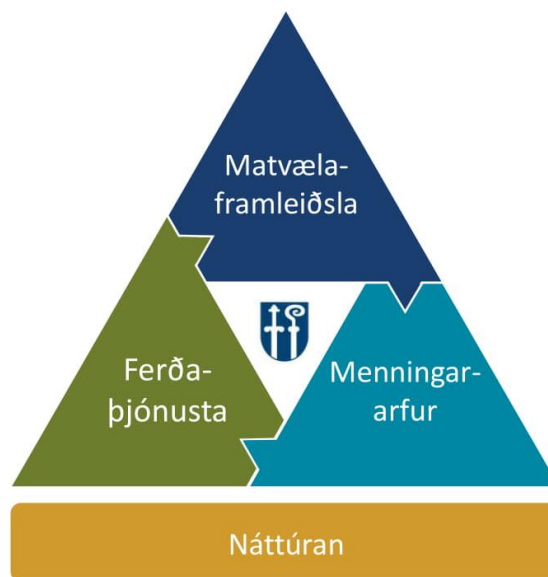 Matvæla-
framleiðsla
Ferða-
þjónusta
Menningar-
arfur
Náttúran